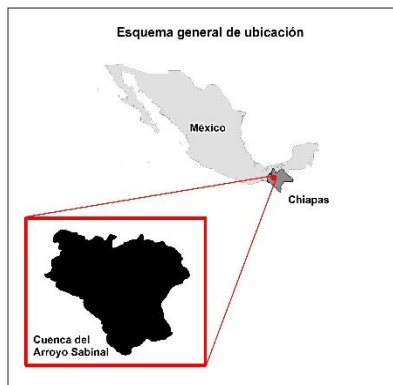 Esquema general de ubicación
México
Chiapas
Cuenca del
Arroyo Sabinal